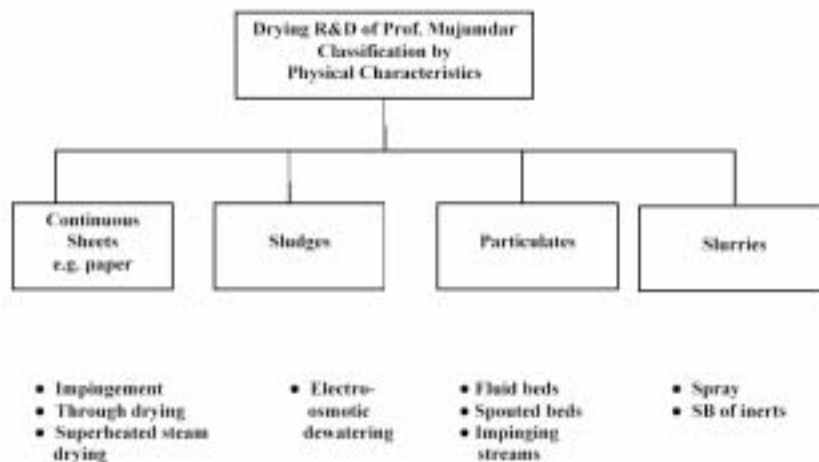 Drying R&D of Prof. Mujumdar
Classification by
Physical Characteristics
Continuous
Sheets
e.g. paper
Sludges
Particulates
Slurries
● Impingement
● Through drying
● Superheated steam
drying
● Electro-
osmotic
dewatering
● Fluid beds
● Spouted beds
● Impinging
streams
● Spray
● SB of inerts